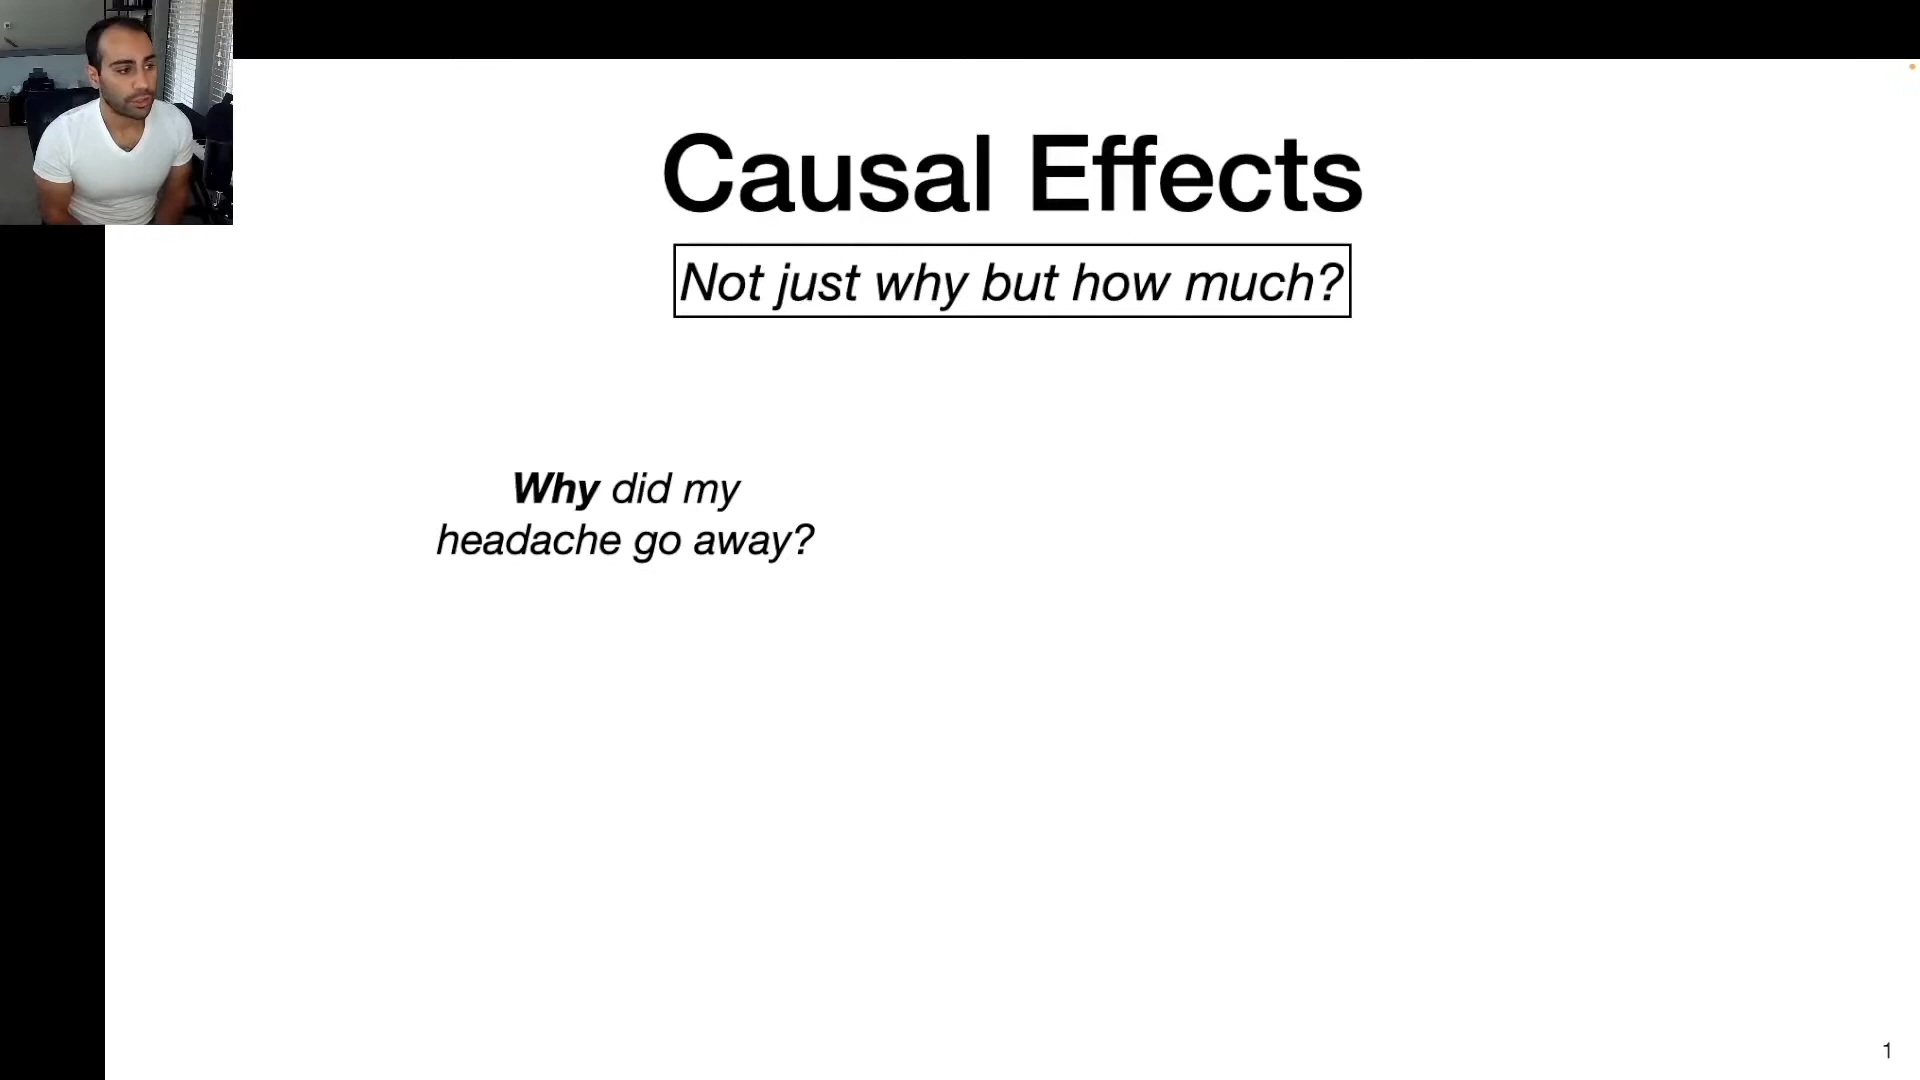 Causal Effects
Not just why but how much?
Why did my
headache go away?
1